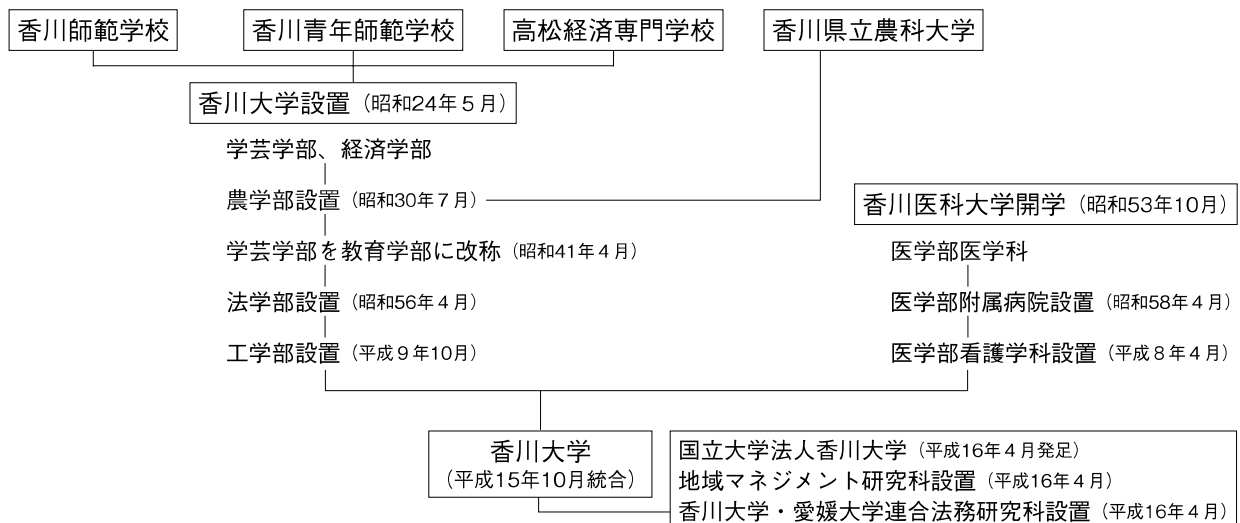 香川師範学校
香川青年師範学校
高松経済専門学校
香川県立農科大学
香川大学設置（昭和24年５月）
学芸学部、経済学部
農学部設置（昭和30年７月）
学芸学部を教育学部に改称（昭和41年４月）
法学部設置（昭和56年４月）
工学部設置（平成９年10月）
香川医科大学開学（昭和53年10月）
医学部医学科
医学部附属病院設置（昭和58年４月）
医学部看護学科設置（平成８年４月）
香川大学
（平成15年10月統合）
国立大学法人香川大学（平成16年４月発足）
地域マネジメント研究科設置（平成16年４月）
香川大学・愛媛大学連合法務研究科設置（平成16年４月）